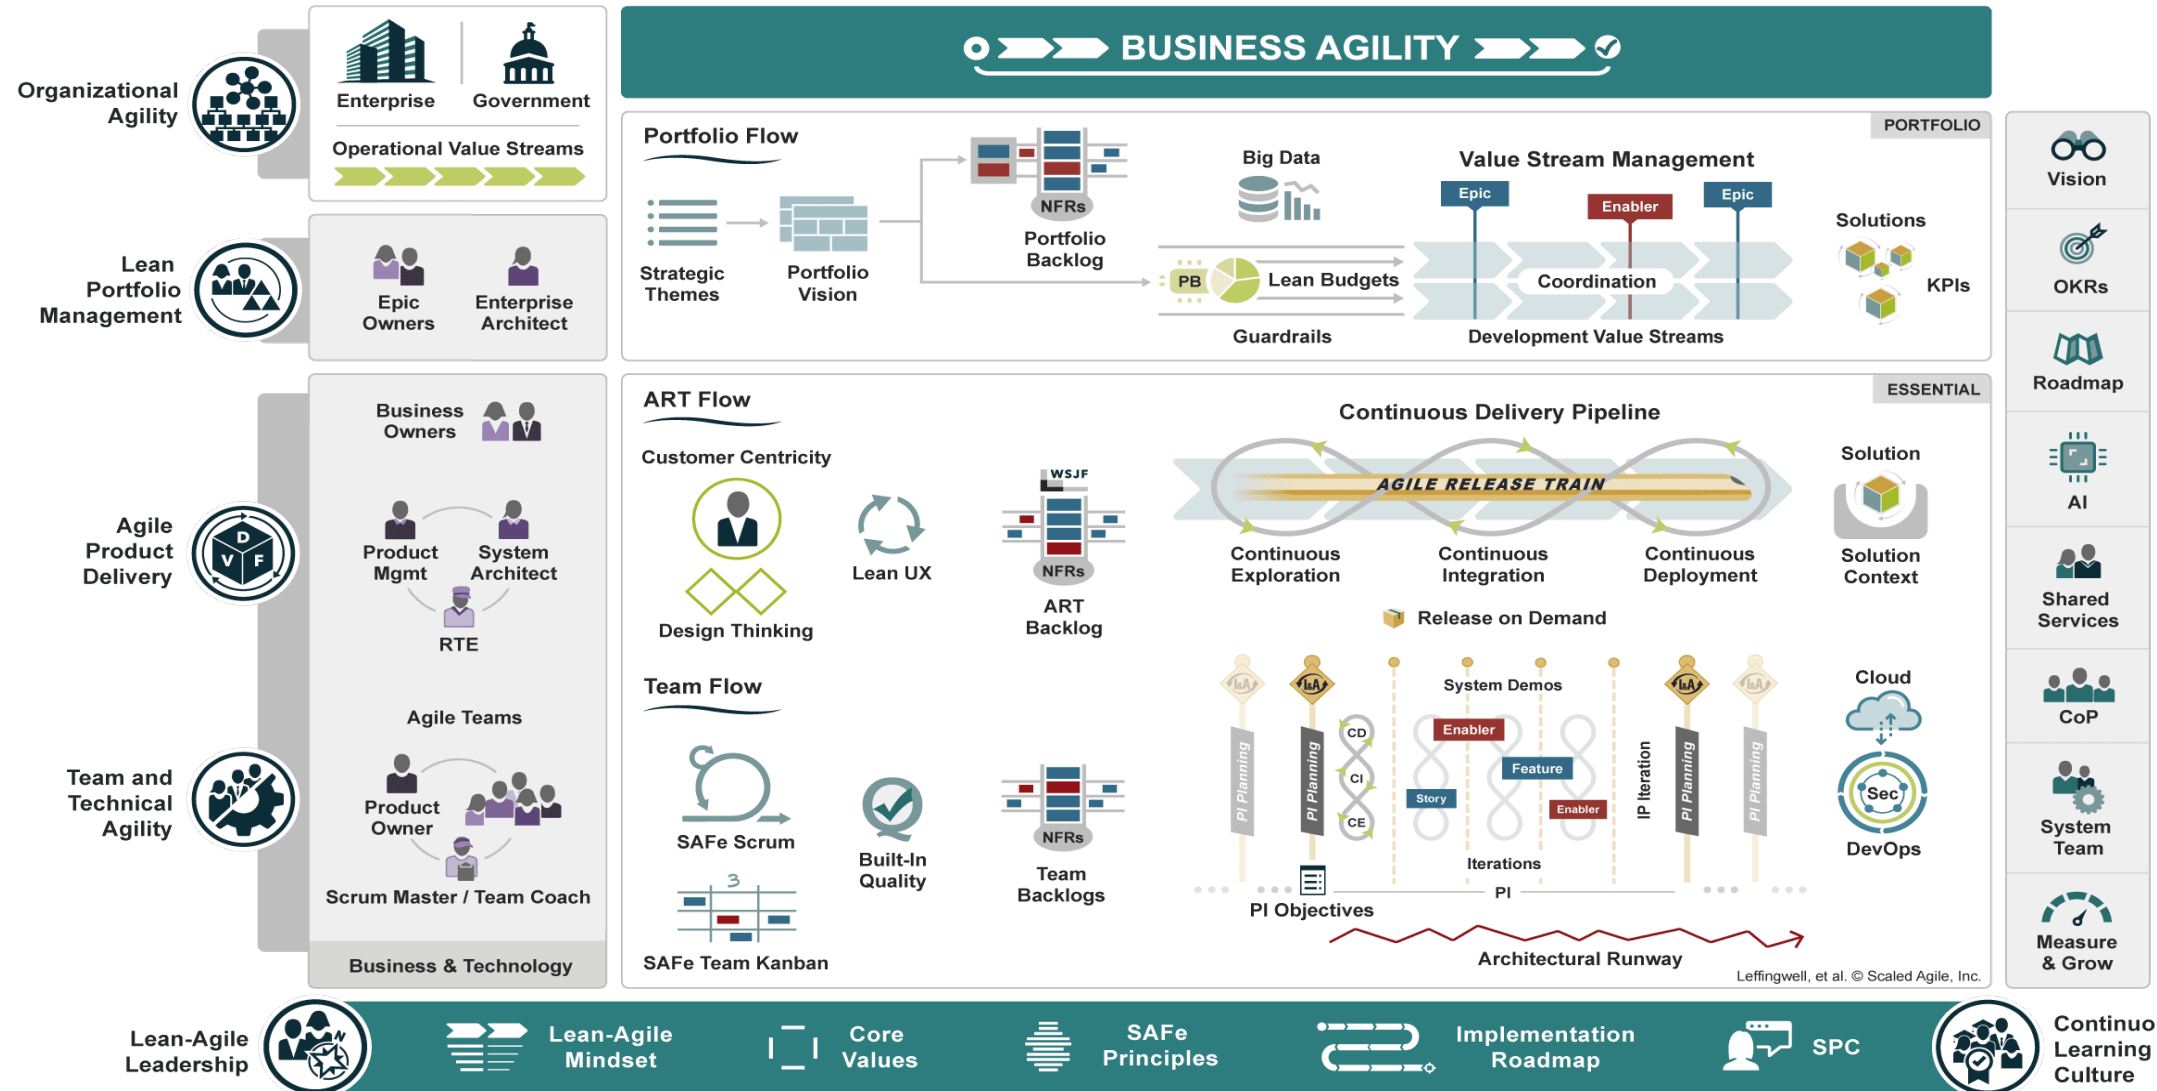 Organizational
Agility
Enterprise
Government
Operational Value Streams
BUSINESS AGILITY
Lean
Portfolio
Management
Epic
Owners
Enterprise
Architect
PORTFOLIO
Portfolio Flow
Strategic
Themes
Portfolio
Vision
NFRs
Portfolio
Backlog
Big Data
PB
Lean Budgets
Guardrails
Value Stream Management
Epic
Enabler
Epic
Coordination
Development Value Streams
Solutions
KPIs
Agile
Product
Delivery
D
V
F
Business
Owners
Product
Mgmt
System
Architect
RTE
Team and
Technical
Agility
Agile Teams
Product
Owner
Scrum Master / Team Coach
Business & Technology
ESSENTIAL
ART Flow
Customer Centricity
Design Thinking
Lean UX
WSJF
NFRs
ART
Backlog
Continuous Delivery Pipeline
AGILE RELEASE TRAIN
Continuous
Exploration
Continuous
Integration
Continuous
Deployment
Release on Demand
Solution
Solution
Context
Team Flow
SAFe Scrum
3
SAFe Team Kanban
Built-In
Quality
NFRs
Team
Backlogs
I&A
I&A
I&A
I&A
PI Planning
PI Planning
CD
CI
CE
System Demos
Enabler
Feature
Story
Enabler
IP Iteration
PI Planning
PI Planning
Iterations
PI
PI Objectives
Architectural Runway
Cloud
Sec
DevOps
Leffingwell, et al. © Scaled Agile, Inc.
Vision
OKRs
Roadmap
AI
Shared
Services
CoP
System
Team
Measure
& Grow
Lean-Agile
Leadership
N
Lean-Agile
Mindset
Core
Values
SAFe
Principles
Implementation
Roadmap
SPC
Continuo
Learning
Culture